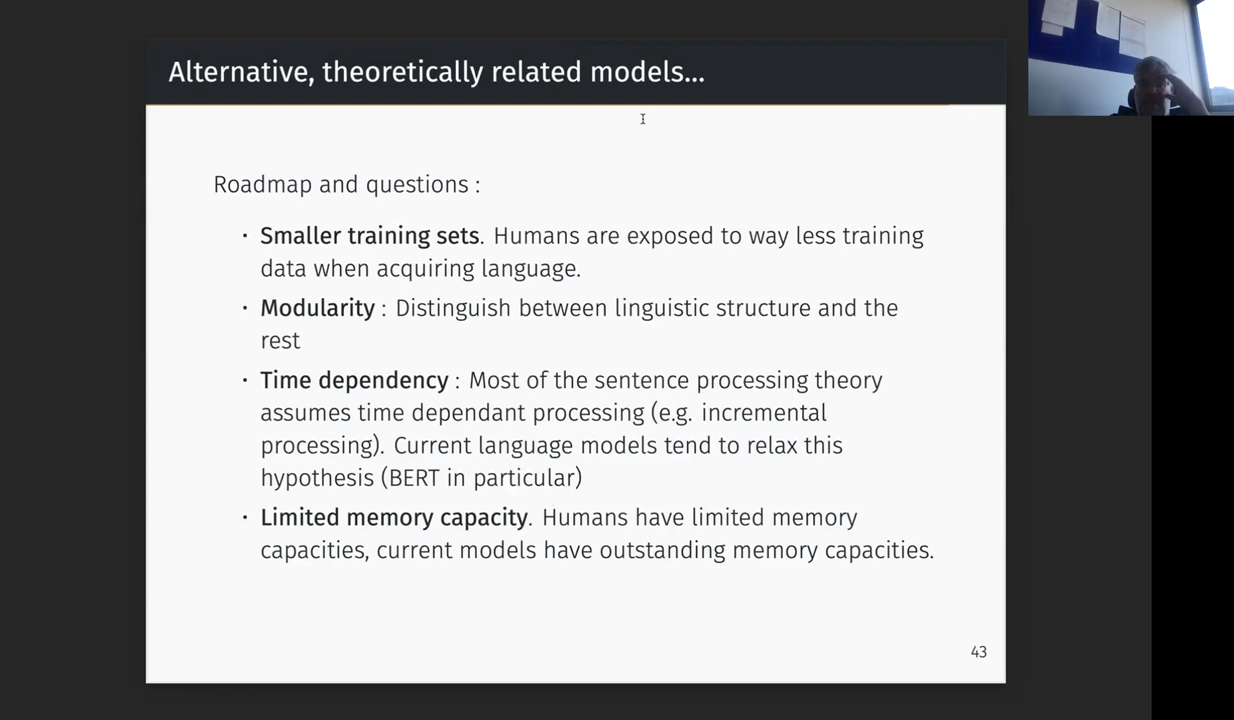 Alternative, theoretically related models...
Roadmap and questions :
· Smaller training sets. Humans are exposed to way less training
data when acquiring language.
· Modularity : Distinguish between linguistic structure and the
rest
· Time dependency : Most of the sentence processing theory
assumes time dependant processing (e.g. incremental
processing). Current language models tend to relax this
hypothesis (BERT in particular)
· Limited memory capacity. Humans have limited memory
capacities, current models have outstanding memory capacities.
43